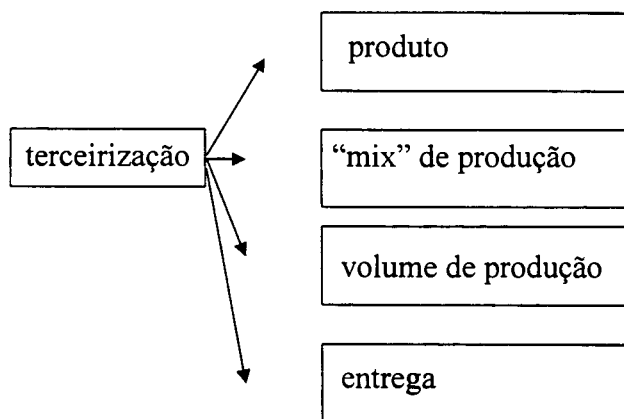 produto
terceirização
“mix” de produção
volume de produção
entrega